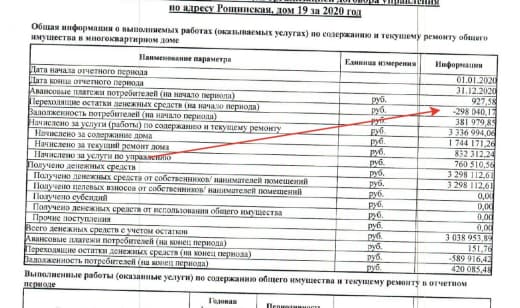 по адресу Рощинская, дом 19 за 2020 год
Общая информация о выполняемых работах (оказываемых услугах) по содержанию и текущему ремонту общего
имущества в многоквартирном доме
Наименование параметра Единица измерения Информация
Дата начала отчетного периода 01.01.2020
Дата конца отчетного периода 31.12.2020
Авансовые платежи потребителей (на начало периода) руб. 927,58
Переходящие остатки денежных средств (на начало периода) руб. -298 040,17
Задолженность потребителей (на начало периода) руб. 381 979,85
Начислено за услуги (работы) по содержанию и текущему ремонту руб. 3 336 994,06
Начислено за содержание дома руб. 1 744 171,26
Начислено за текущий ремонт дома руб. 832 312,24
Начислено за услуги по управлению руб. 760 510,56
Получено денежных средств руб. 3 298 112,61
Получено денежных средств от собственников/ нанимателей помещений руб. 3 298 112,61
Получено целевых взносов от собственников/ нанимателей помещений руб. 0,00
Получено субсидий руб. 0,00
Получено денежных средств от использования общего имущества руб. 0,00
Прочие поступления руб. 0,00
Всего денежных средств с учетом остатков руб. 3 038 953,89
Авансовые платежи потребителей (на конец периода) руб. 151,76
Переходящие остатки денежных средств (на конец периода) руб. -589 916,42
Задолженность потребителей (на конец периода) руб. 420 085,48
Выполненные работы (оказанные услуги) по содержанию общего имущества и текущему ремонту в отчетном
периоде
Годовая